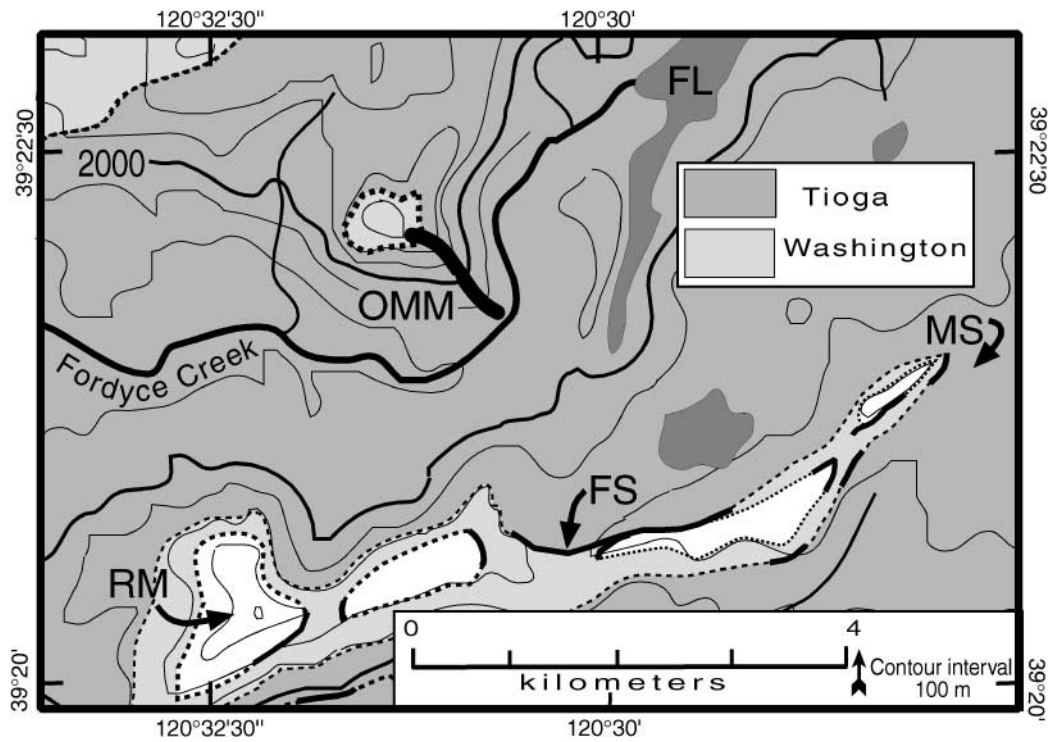 120°32'30"
120°30'
FL
39°22'30
39°22'30
2000
Tioga
Washington
OMM
MS
Fordyce Creek
FS
RM
0
4
kilometers
Contour interval
100 m
39°20'
39°20'
120°32'30"
120°30'